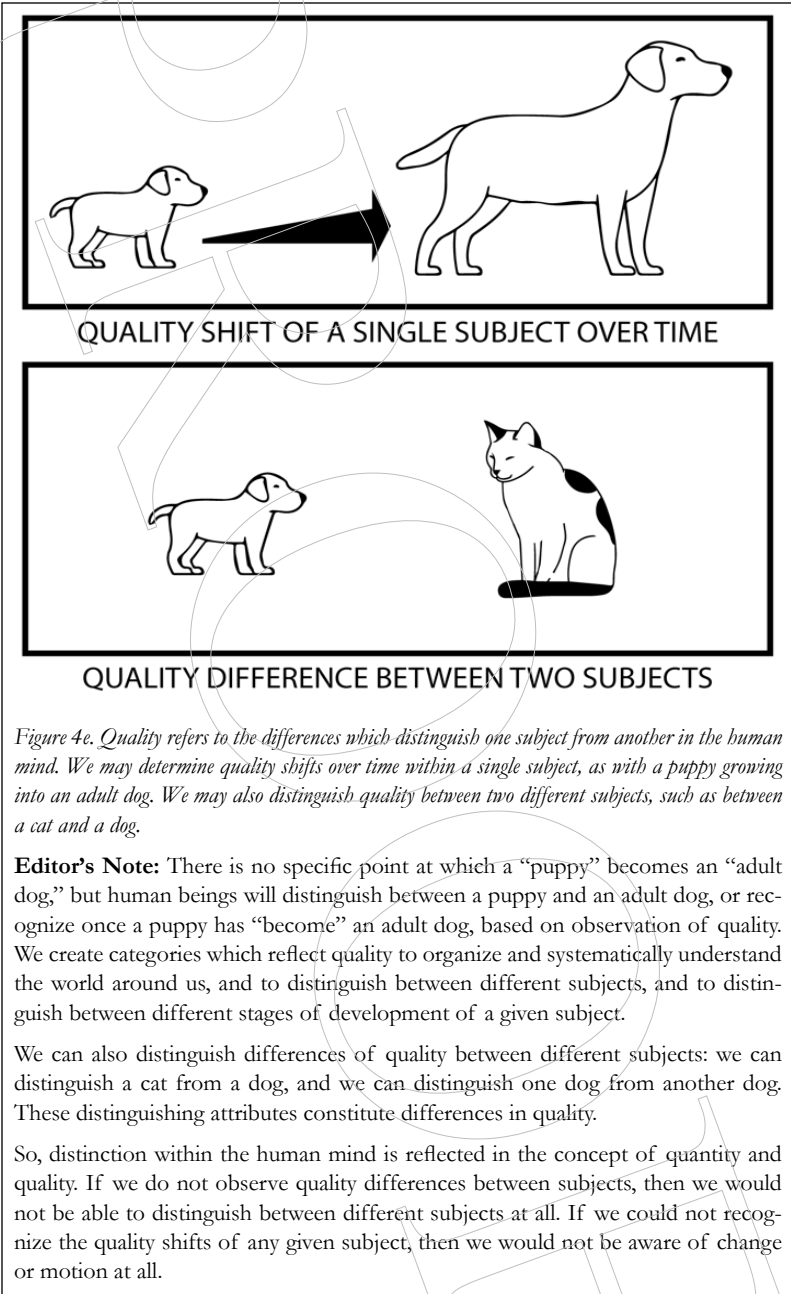 QUALITY SHIFT OF A SINGLE SUBJECT OVER TIME
QUALITY DIFFERENCE BETWEEN TWO SUBJECTS
Figure 4e. Quality refers to the differences which distinguish one subject from another in the human
mind. We may determine quality shifts over time within a single subject, as with a puppy growing
into an adult dog. We may also distinguish quality between two different subjects, such as between
a cat and a dog.
Editor's Note: There is no specific point at which a “puppy” becomes an “adult
dog,” but human beings will distinguish between a puppy and an adult dog, or rec-
ognize once a puppy has “become” an adult dog, based on observation of quality.
We create categories which reflect quality to organize and systematically understand
the world around us, and to distinguish between different subjects, and to distin-
guish between different stages of development of a given subject.
We can also distinguish differences of quality between different subjects: we can
distinguish a cat from a dog, and we can distinguish one dog from another dog.
These distinguishing attributes constitute differences in quality.
So, distinction within the human mind is reflected in the concept of quantity and
quality. If we do not observe quality differences between subjects, then we would
not be able to distinguish between different subjects at all. If we could not recog-
nize the quality shifts of any given subject, then we would not be aware of change
or motion at all.